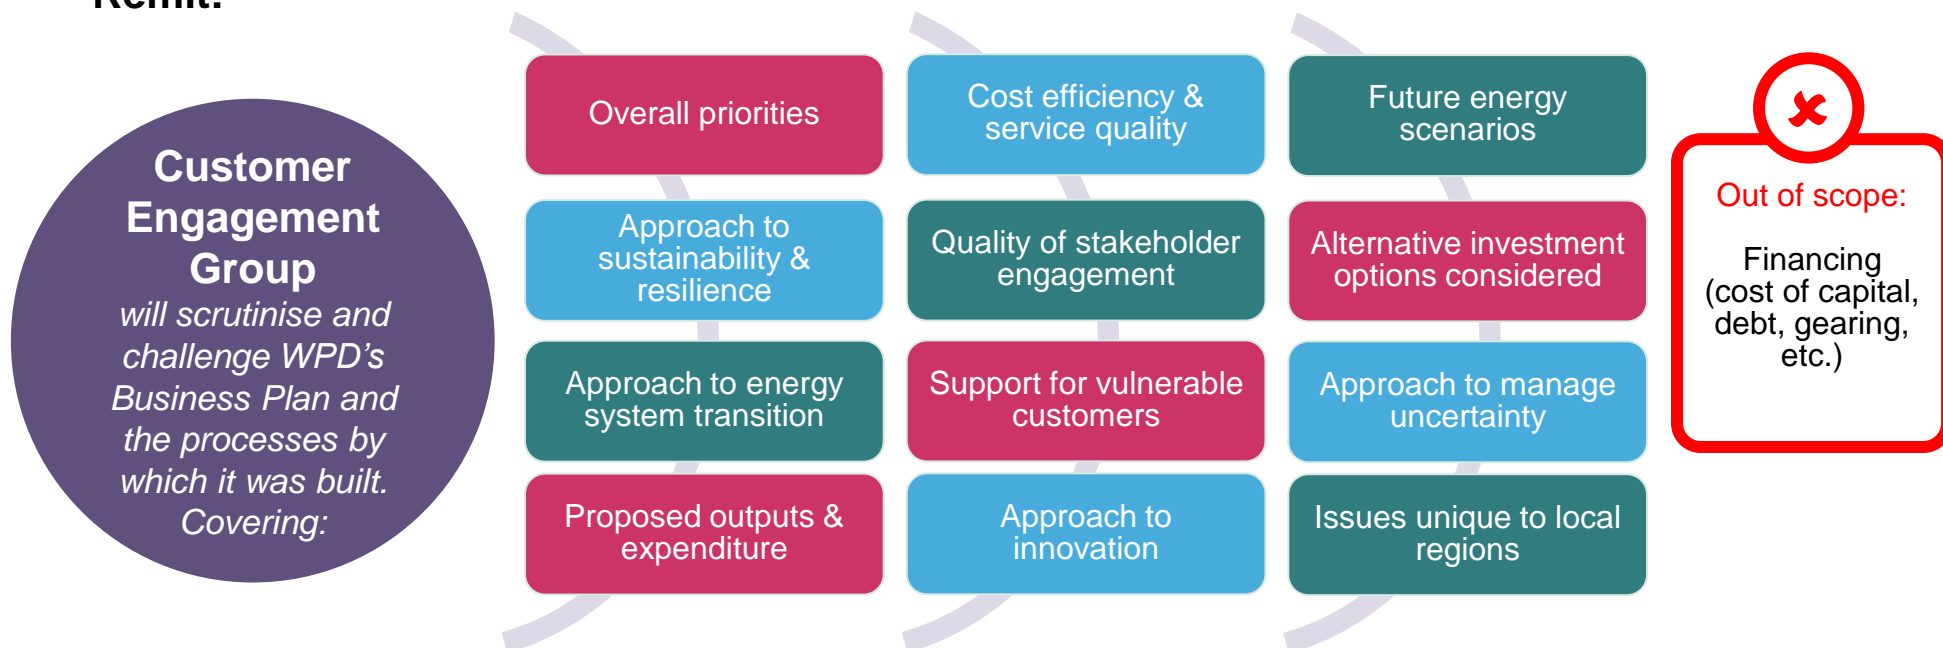 Remit:
Customer
Engagement
Group
will scrutinise and
challenge WPD’s
Business Plan and
the processes by
which it was built.
Covering:
Overall priorities
Approach to
sustainability &
resilience
Approach to energy
system transition
Proposed outputs &
expenditure
Cost efficiency &
service quality
Quality of stakeholder
engagement
Support for vulnerable
customers
Approach to
innovation
Future energy
scenarios
Alternative investment
options considered
Approach to manage
uncertainty
Issues unique to local
regions
Out of scope:
Financing
(cost of capital,
debt, gearing,
etc.)